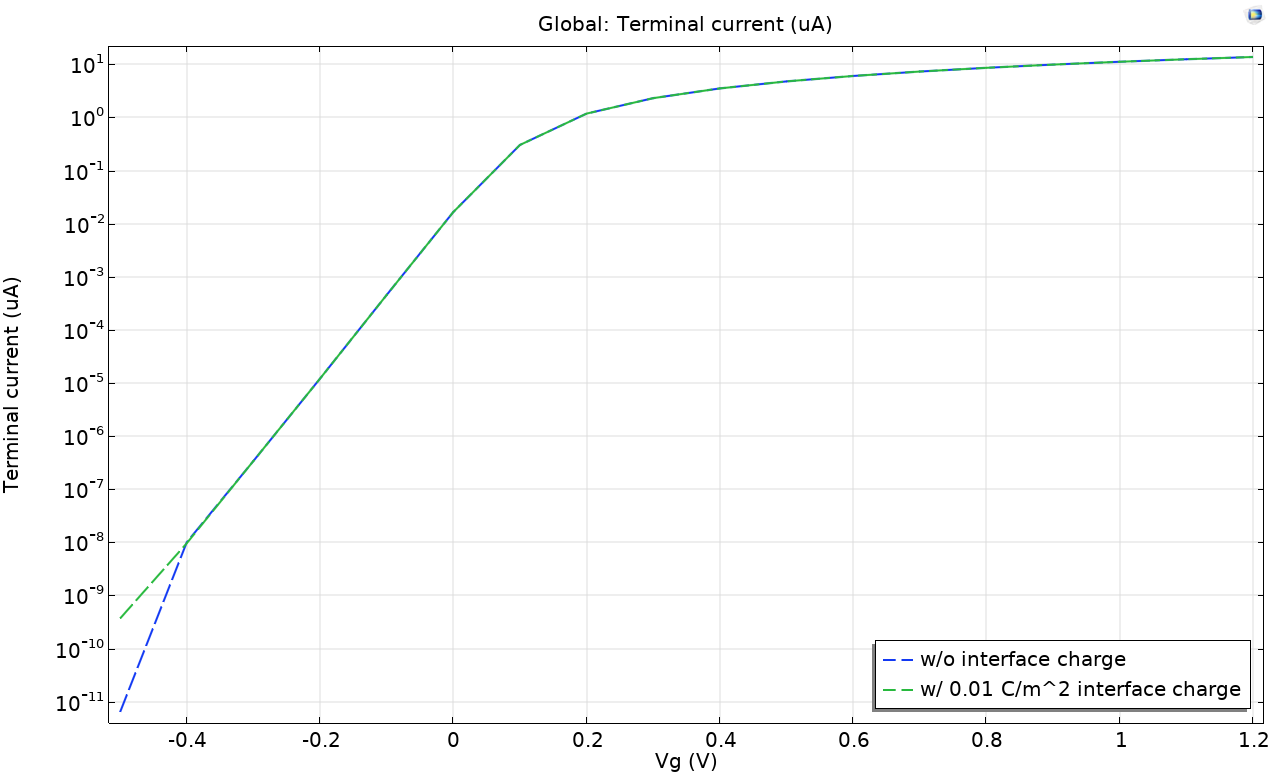 Global: Terminal current (uA)
Terminal current (uA)
10^1
10^0
10^-1
10^-2
10^-3
10^-4
10^-5
10^-6
10^-7
10^-8
10^-9
10^-10
10^-11
w/o interface charge
w/ 0.01 C/m^2 interface charge
-0.4 -0.2 0 0.2 0.4 0.6 0.8 1 1.2
Vg (V)